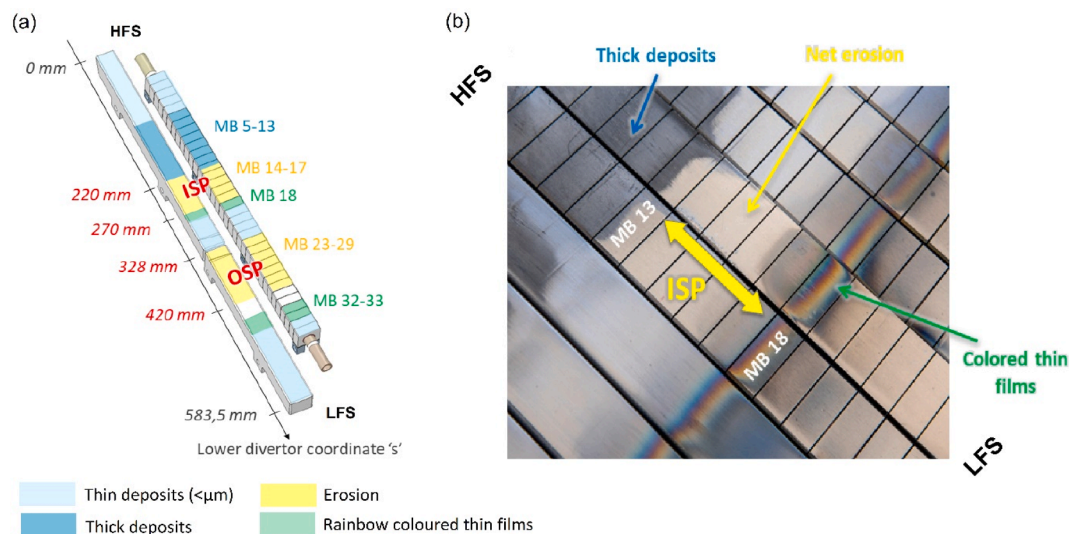 (a)
HFS
0 mm
MB 5-13
MB 14-17
ISP
MB 18
220 mm
270 mm
MB 23-29
328 mm
OSP
MB 32-33
420 mm
583,5 mm
LFS
Lower divertor coordinate ‘s’
Thin deposits (<µm)
Erosion
Thick deposits
Rainbow coloured thin films
(b)
Thick deposits
Net erosion
HFS
MB 13
ISP
MB 18
Colored thin
films
LFS